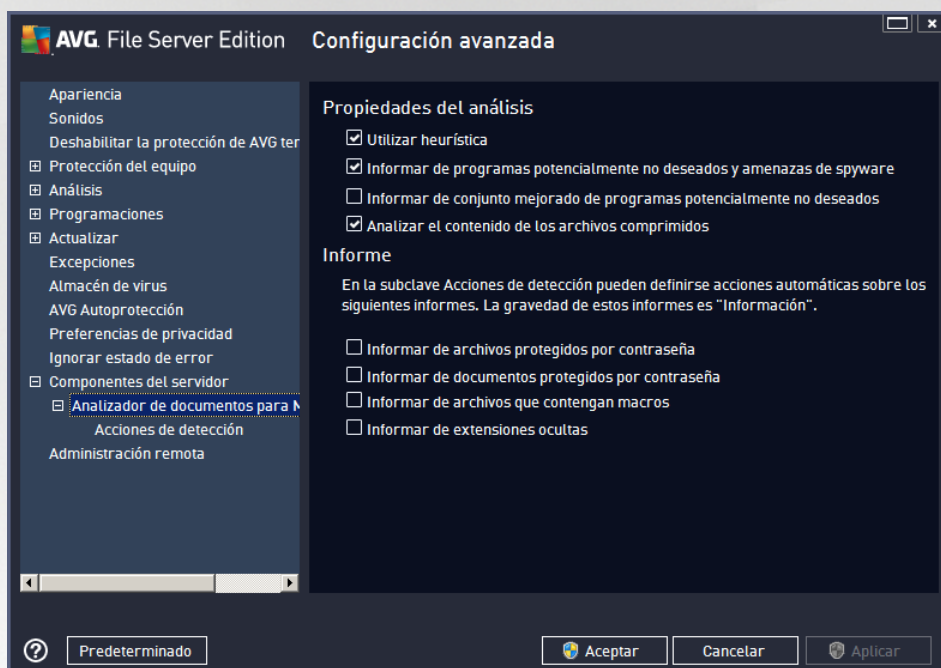 AVG. File Server Edition Configuración avanzada
Apariencia
Sonidos
Deshabilitar la protección de AVG ter
Protección del equipo
Análisis
Programaciones
Actualizar
Excepciones
Almacén de virus
AVG Autoprotección
Preferencias de privacidad
Ignorar estado de error
Componentes del servidor
Analizador de documentos para M
Acciones de detección
Administración remota
Propiedades del análisis
Utilizar heurística
Informar de programas potencialmente no deseados y amenazas de spyware
Informar de conjunto mejorado de programas potencialmente no deseados
Analizar el contenido de los archivos comprimidos
Informe
En la subclave Acciones de detección pueden definirse acciones automáticas sobre los
siguientes informes. La gravedad de estos informes es "Información".
Informar de archivos protegidos por contraseña
Informar de documentos protegidos por contraseña
Informar de archivos que contengan macros
Informar de extensiones ocultas
? Predeterminado Aceptar Cancelar Aplicar